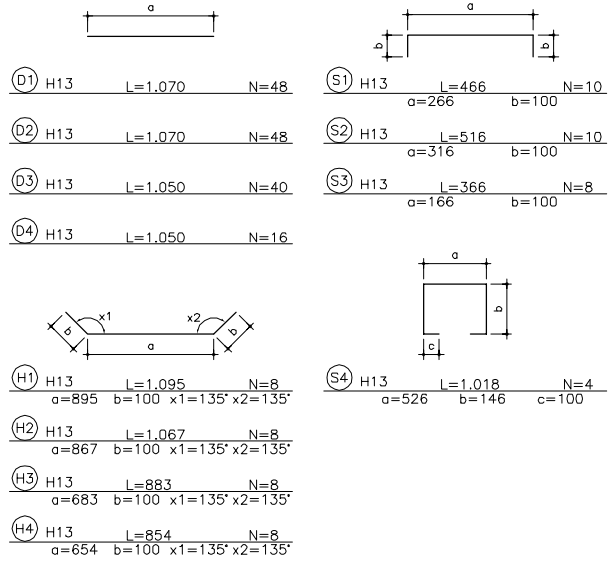 a
D1 H13 L=1.070 N=48
D2 H13 L=1.070 N=48
D3 H13 L=1.050 N=40
D4 H13 L=1.050 N=16
x1 x2
b a b
H1 H13 L=1.095 N=8
a=895 b=100 x1=135° x2=135°
H2 H13 L=1.067 N=8
a=867 b=100 x1=135° x2=135°
H3 H13 L=883 N=8
a=683 b=100 x1=135° x2=135°
H4 H13 L=854 N=8
a=654 b=100 x1=135° x2=135°
a
b b
S1 H13 L=466 N=10
a=266 b=100
S2 H13 L=516 N=10
a=316 b=100
S3 H13 L=366 N=8
a=166 b=100
a
b
c
S4 H13 L=1.018 N=4
a=526 b=146 c=100